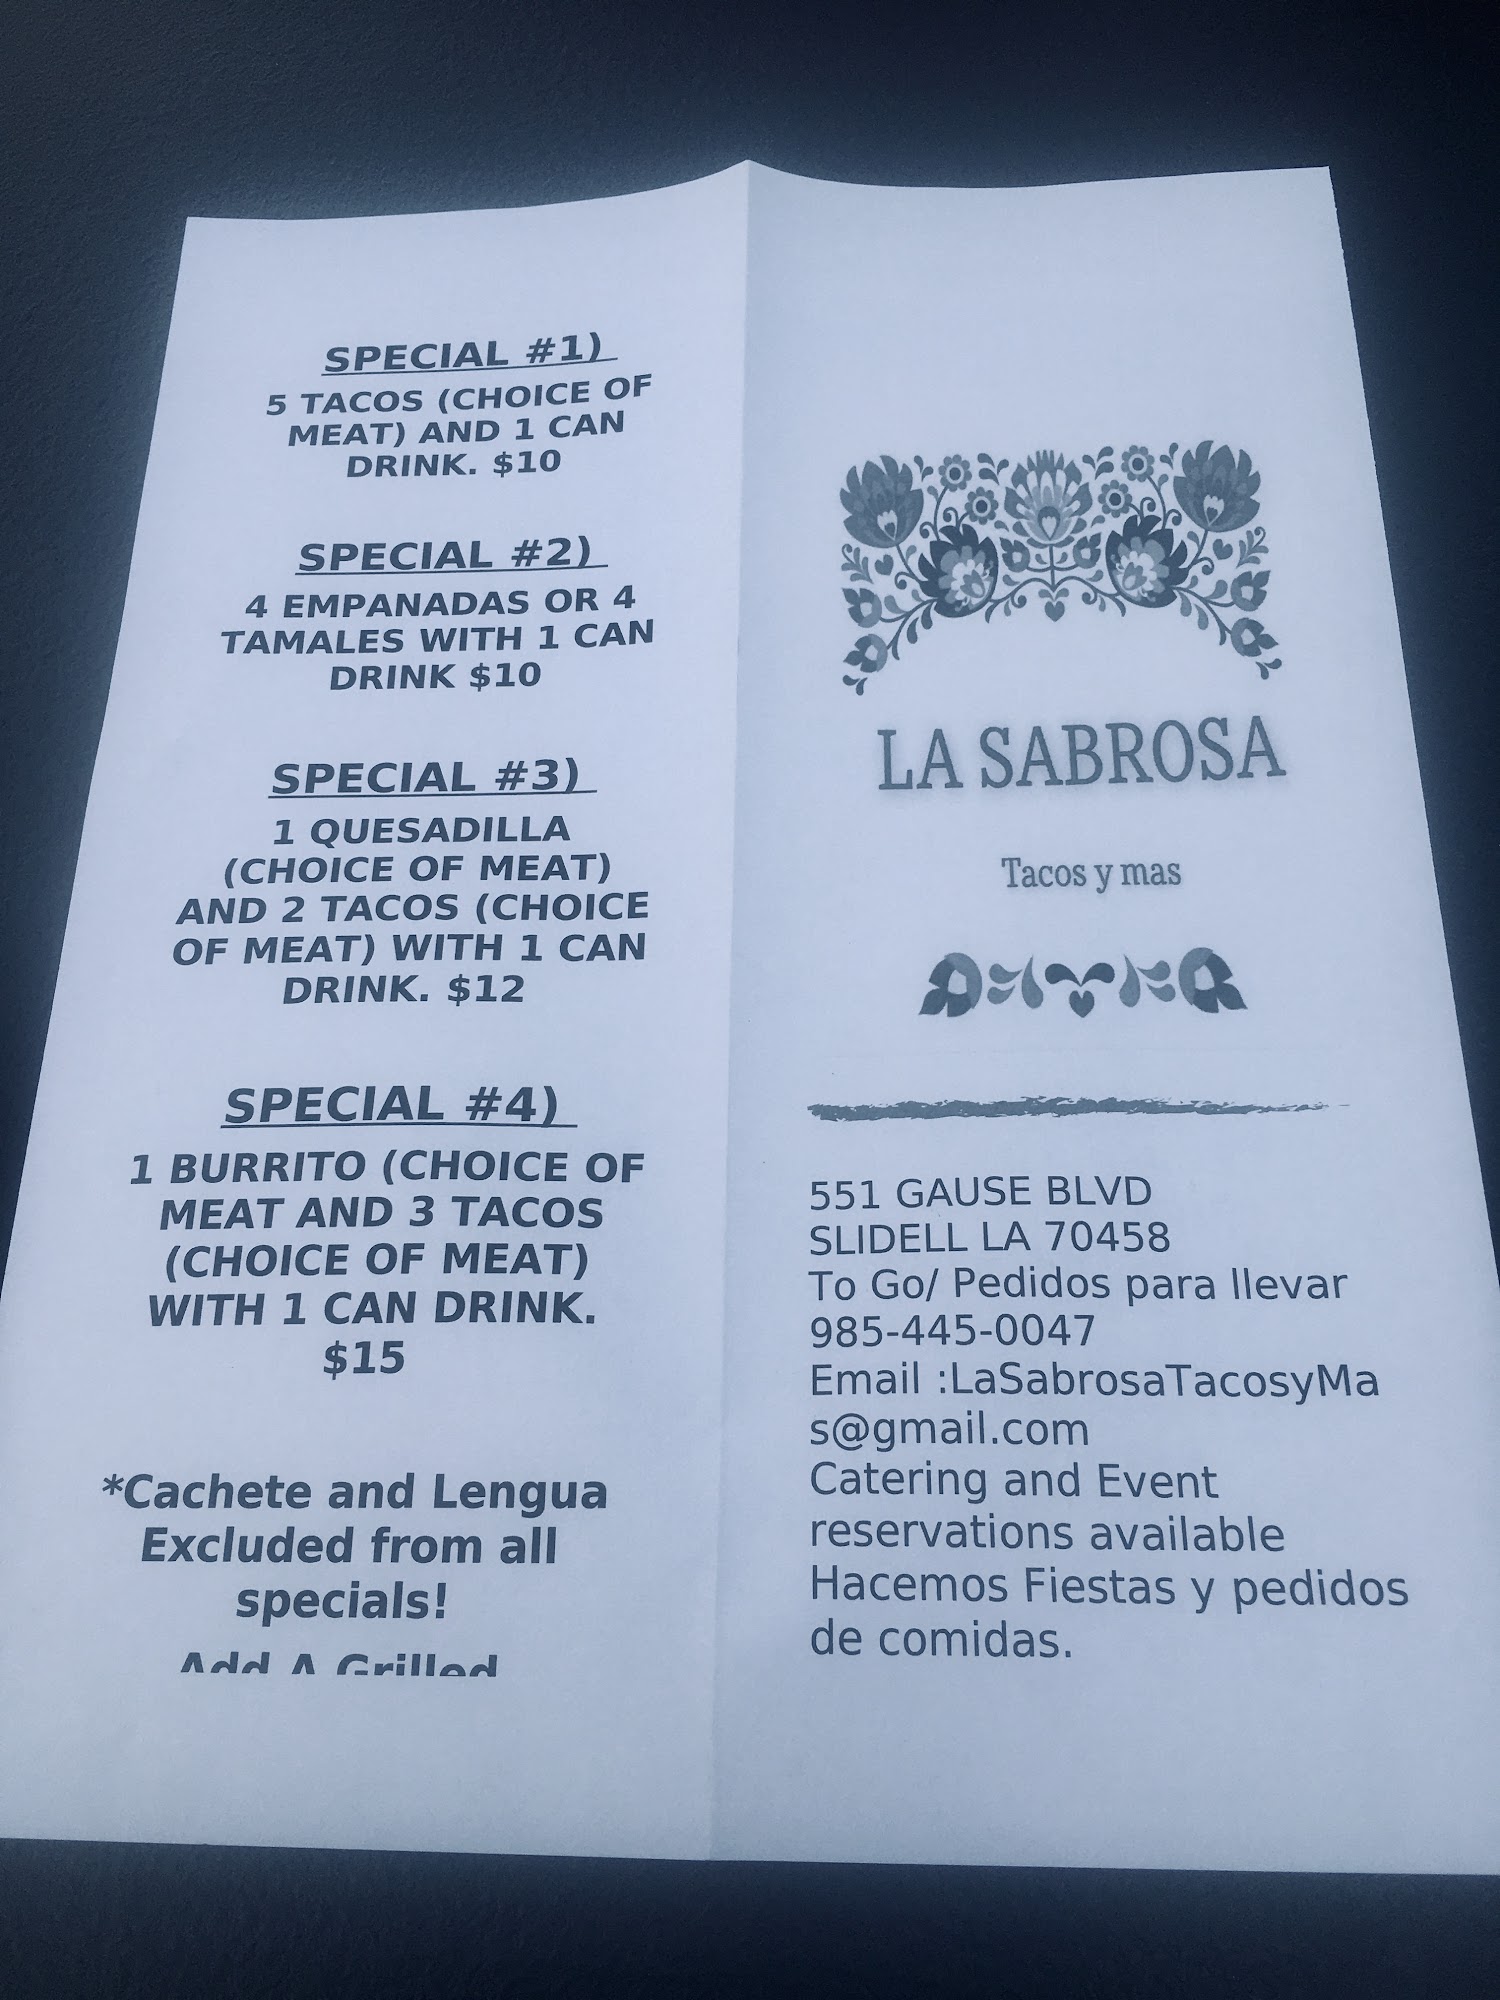 SPECIAL #1)
5 TACOS (CHOICE OF
MEAT) AND 1 CAN
DRINK. $10
SPECIAL #2)
4 EMPANADAS OR 4
TAMALES WITH 1 CAN
DRINK $10
SPECIAL #3)
1 QUESADILLA
(CHOICE OF MEAT)
AND 2 TACOS (CHOICE
OF MEAT) WITH 1 CAN
DRINK. $12
SPECIAL #4)
1 BURRITO (CHOICE OF
MEAT AND 3 TACOS
(CHOICE OF MEAT)
WITH 1 CAN DRINK.
$15
*Cachete and Lengua
Excluded from all
specials!
Add A Grilled
LA SABROSA
Tacos y mas
551 GAUSE BLVD
SLIDELL LA 70458
To Go/ Pedidos para llevar
985-445-0047
Email :LaSabrosaTacosyMa
s@gmail.com
Catering and Event
reservations available
Hacemos Fiestas y pedidos
de comidas.